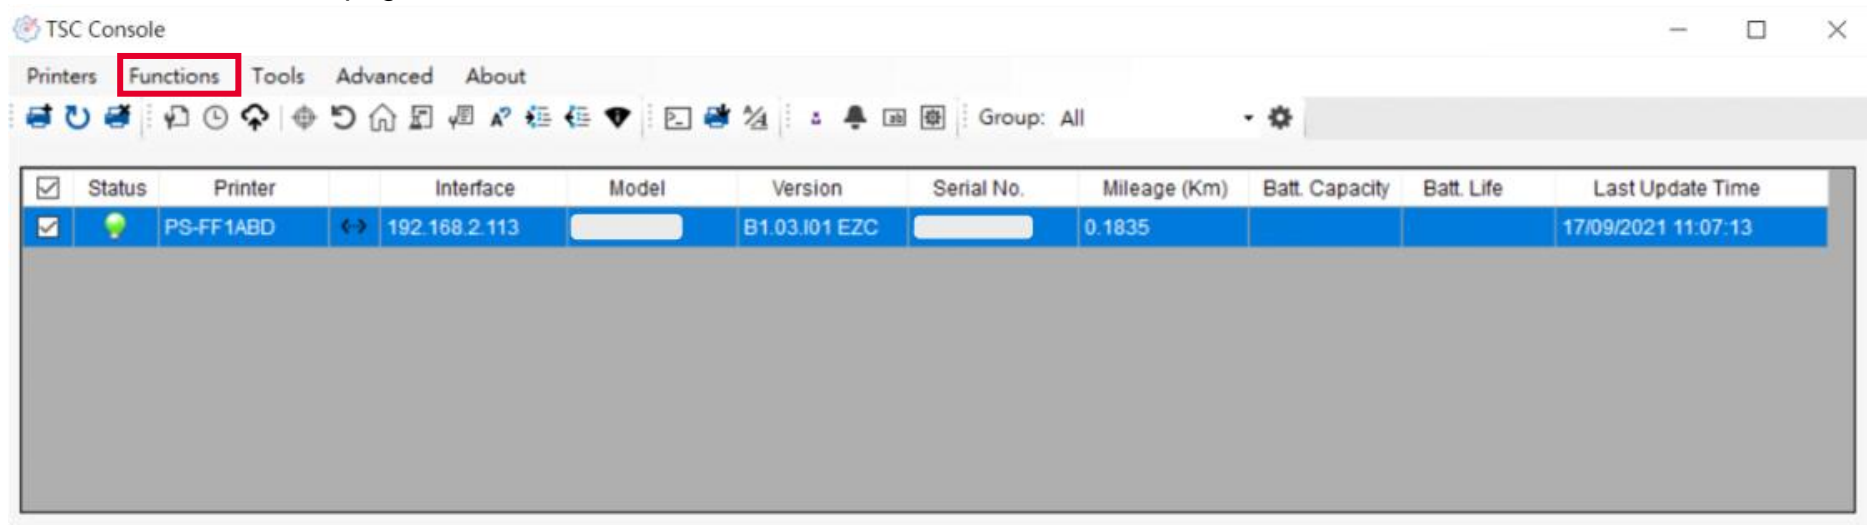 TSC Console
Printers Functions Tools Advanced About
Group: All
Status Printer Interface Model Version Serial No. Mileage (Km) Batt. Capacity Batt. Life Last Update Time
PS-FF1ABD 192.168.2.113 B1.03.I01 EZC 0.1835 17/09/2021 11:07:13